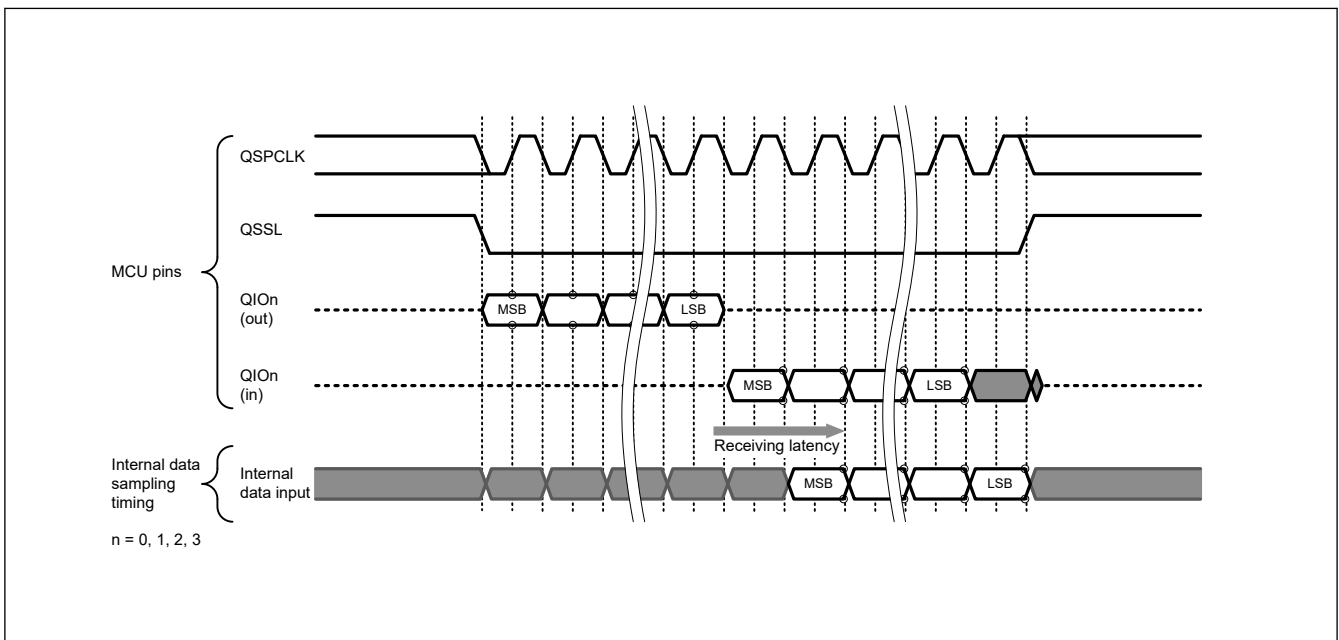 QSPCLK
QSSL
MCU pins
QIOn
(out)
MSB
LSB
QIOn
(in)
MSB
LSB
Receiving latency
Internal data
sampling
timing
Internal
data input
MSB
LSB
n = 0, 1, 2, 3